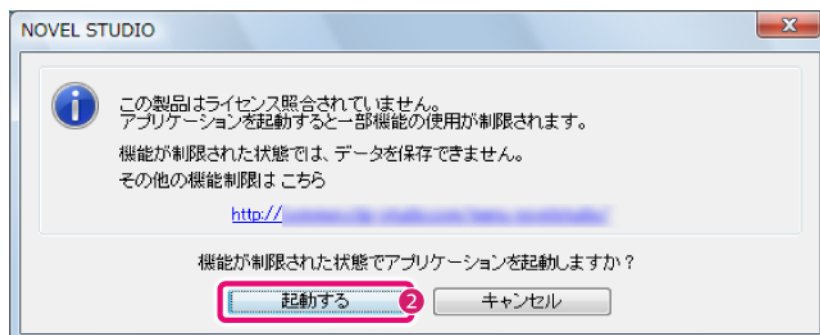 NOVEL STUDIO
この製品はライセンス照合されていません。
アプリケーションを起動すると一部機能の使用が制限されます。
機能が制限された状態では、データを保存できません。
その他の機能制限は こちら
http://
機能が制限された状態でアプリケーションを起動しますか？
起動する 2 キャンセル